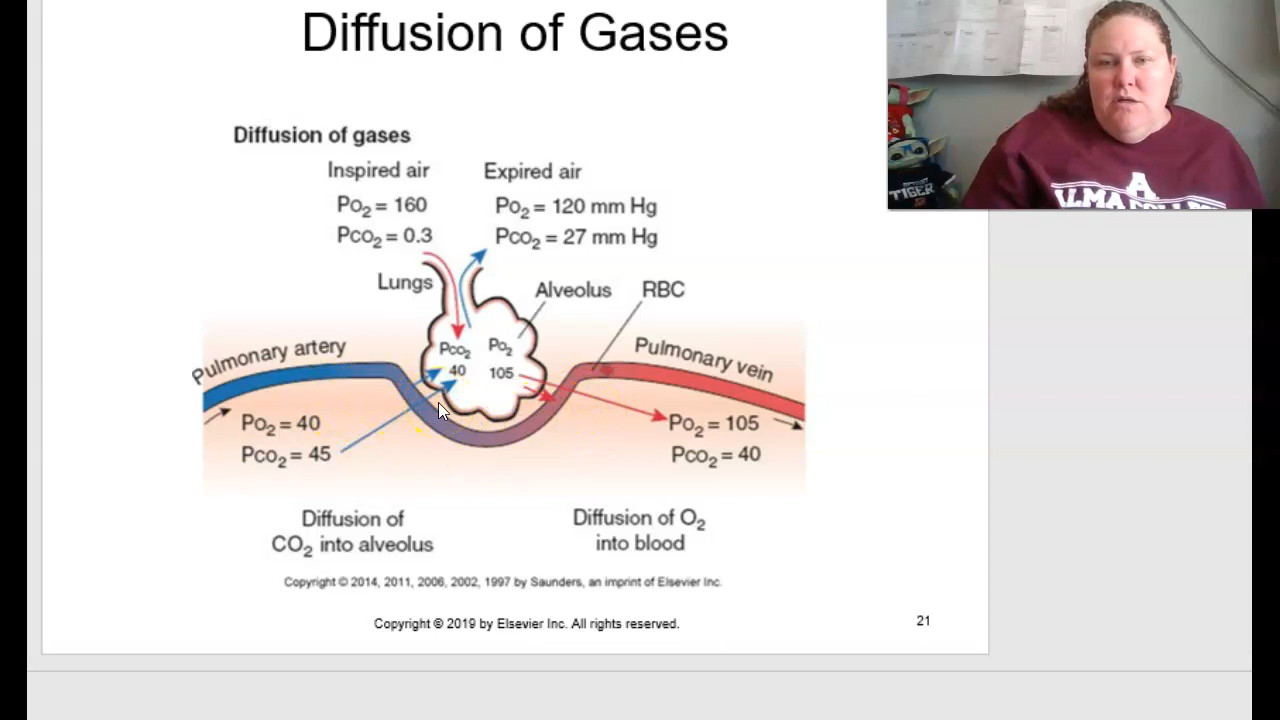 Diffusion of Gases
Diffusion of gases
Inspired air
Po₂ = 160
Pco₂ = 0.3
Expired air
Po₂ = 120 mm Hg
Pco₂ = 27 mm Hg
Lungs
Alveolus
RBC
Pulmonary artery
Pco₂
40
Po₂
105
Pulmonary vein
Po₂ = 40
Pco₂ = 45
Po₂ = 105
Pco₂ = 40
Diffusion of
CO₂ into alveolus
Diffusion of O₂
into blood
Copyright © 2014, 2011, 2006, 2002, 1997 by Saunders, an imprint of Elsevier Inc.
Copyright © 2019 by Elsevier Inc. All rights reserved.
21
TIGER
A